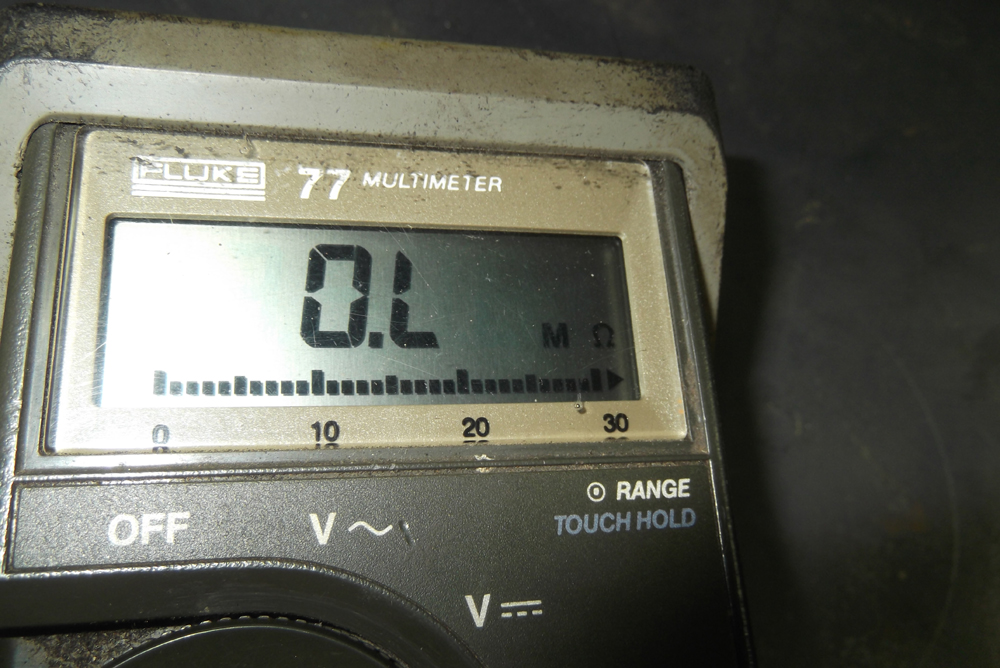 FLUKE 77 MULTIMETER
0.L
M Ω
0 10 20 30
RANGE
OFF V~ TOUCH HOLD
V⎓